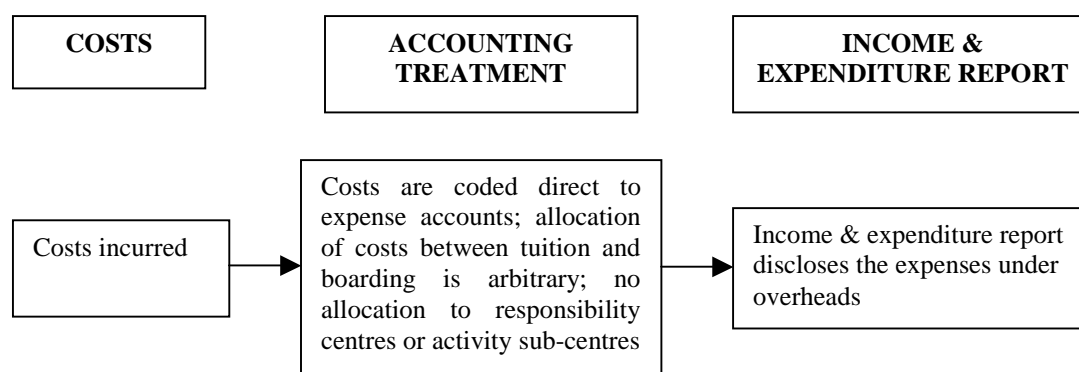 COSTS
ACCOUNTING
TREATMENT
INCOME &
EXPENDITURE REPORT
Costs incurred
Costs are coded direct to
expense accounts; allocation
of costs between tuition and
boarding is arbitrary; no
allocation to responsibility
centres or activity sub-centres
Income & expenditure report
discloses the expenses under
overheads